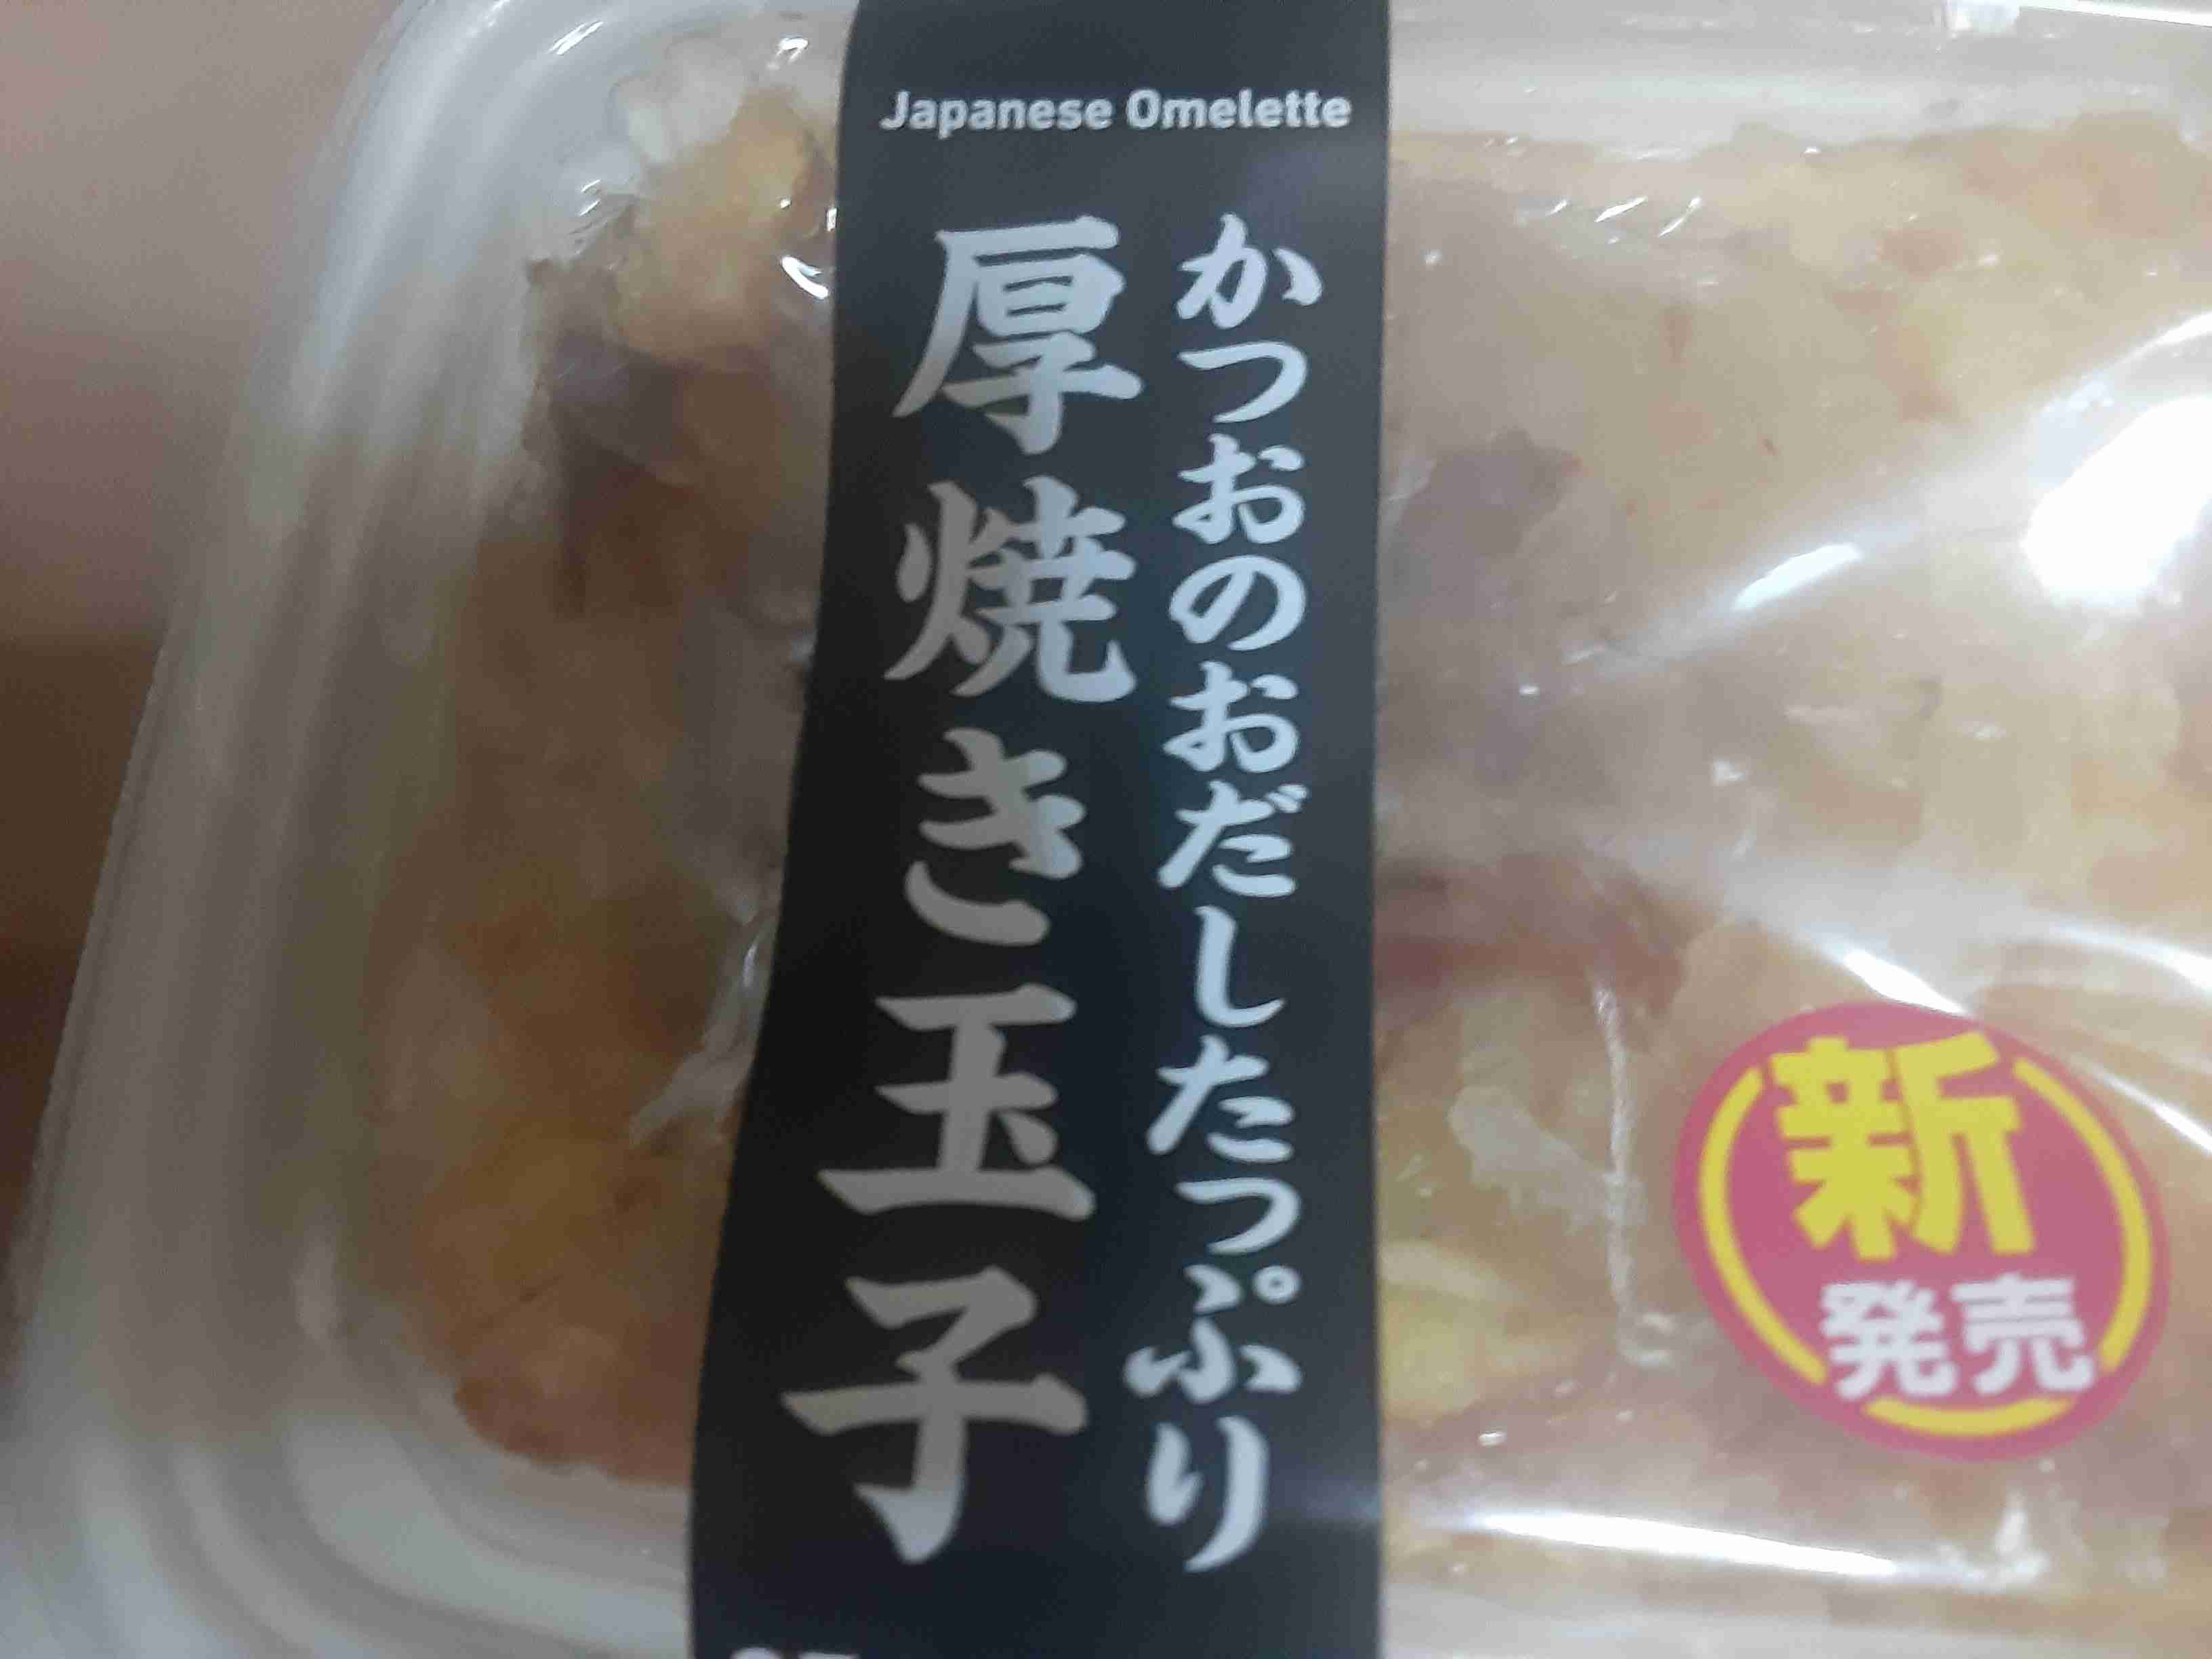 Japanese Omelette
かつおのおだしたっぷり
厚焼き玉子
新
発売